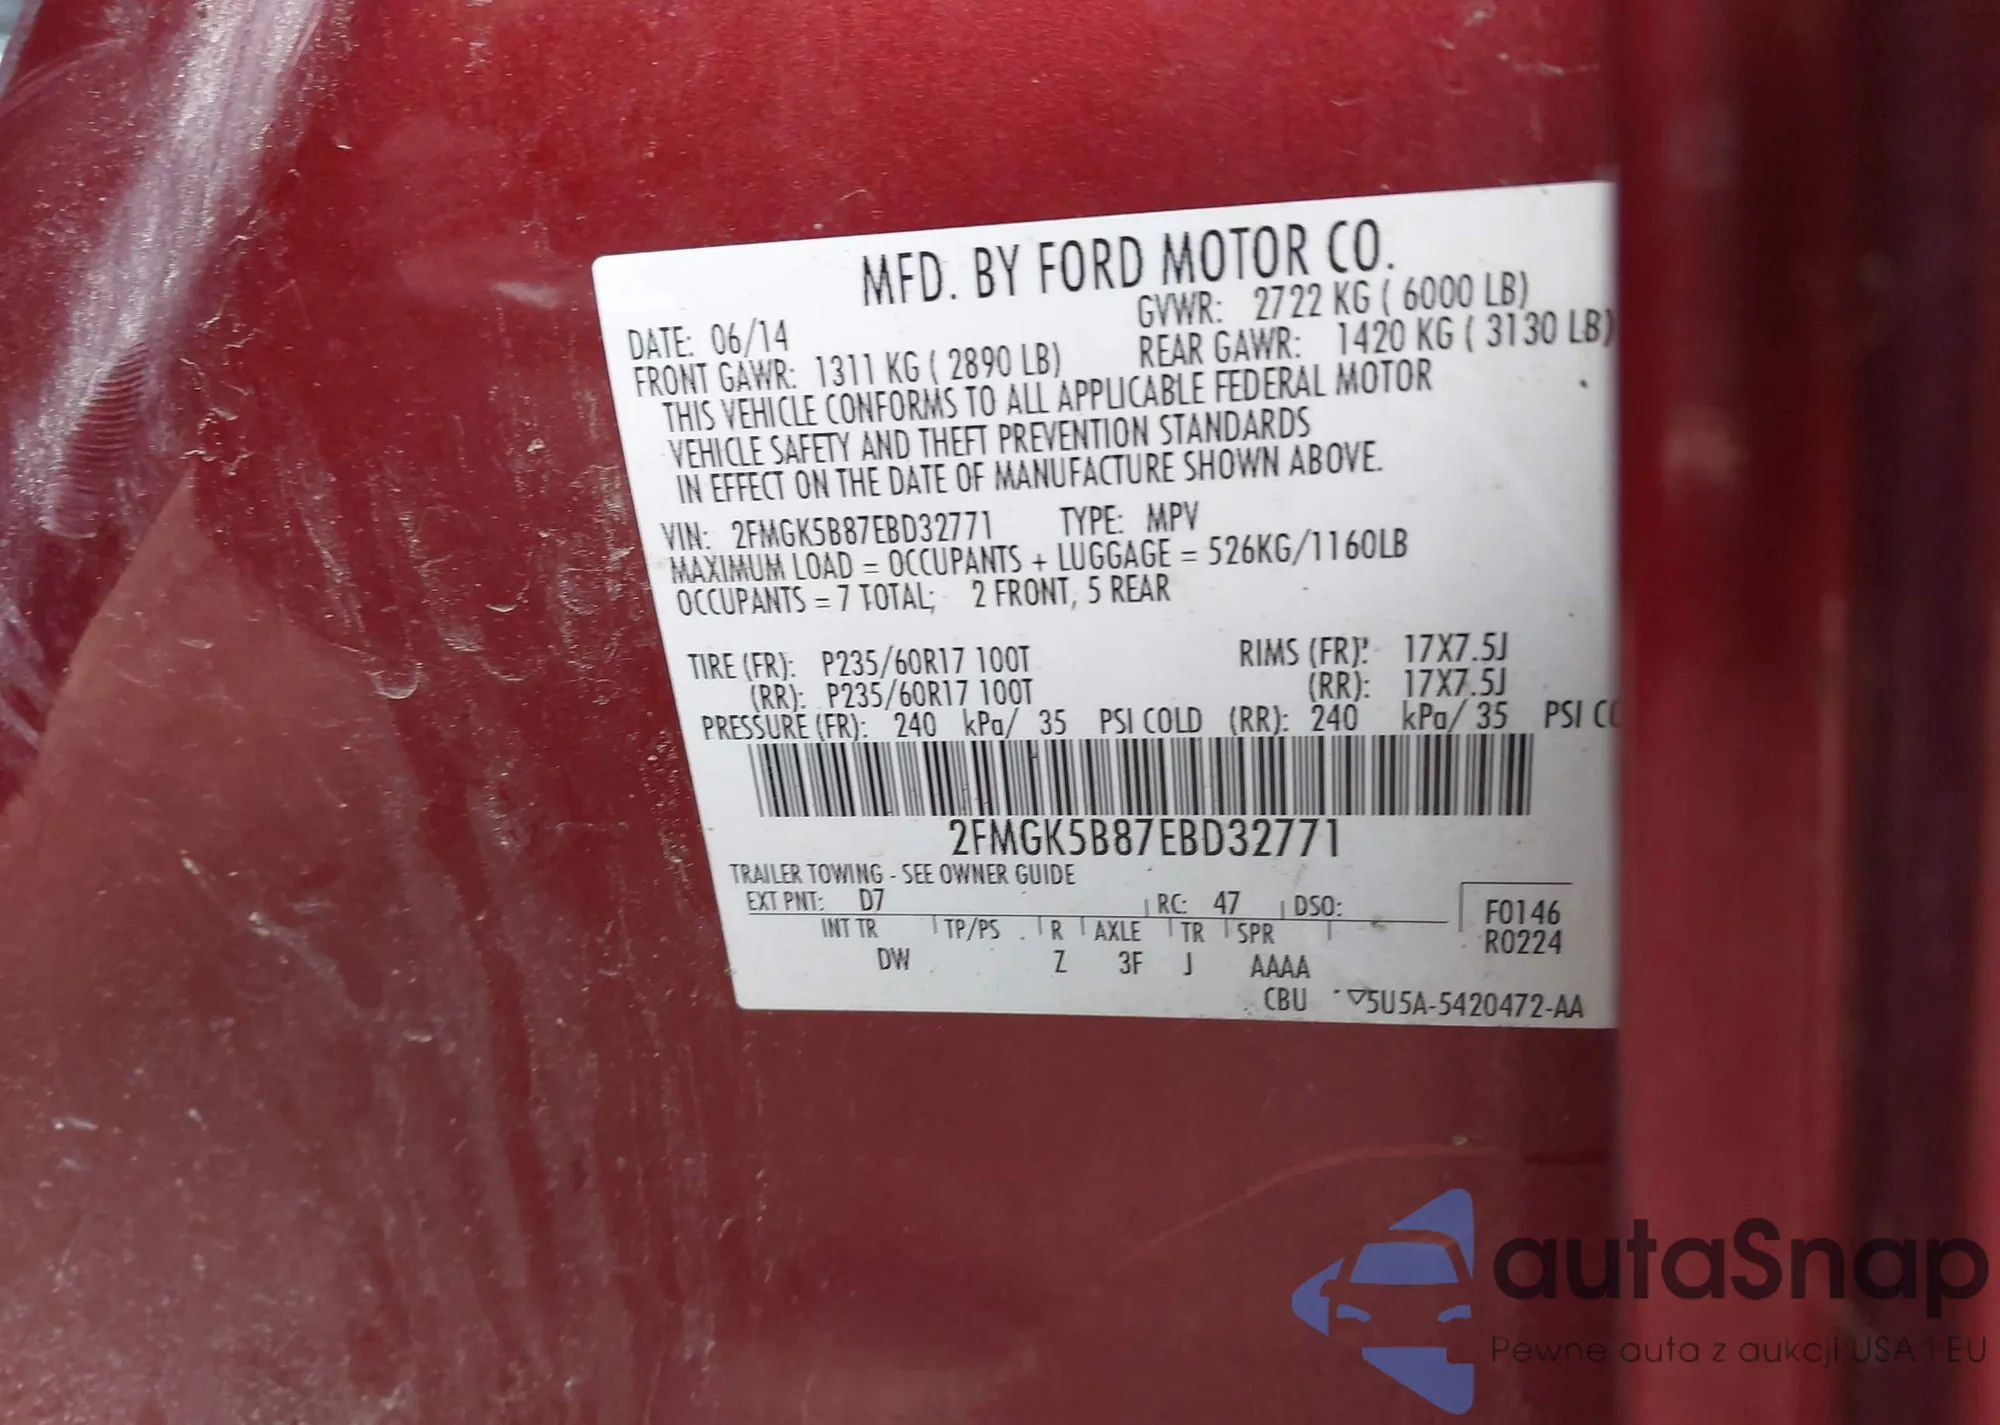 MFD. BY FORD MOTOR CO.
DATE: 06/14 GVWR: 2722 KG ( 6000 LB)
FRONT GAWR: 1311 KG ( 2890 LB) REAR GAWR: 1420 KG ( 3130 LB)
THIS VEHICLE CONFORMS TO ALL APPLICABLE FEDERAL MOTOR
VEHICLE SAFETY AND THEFT PREVENTION STANDARDS
IN EFFECT ON THE DATE OF MANUFACTURE SHOWN ABOVE.
VIN: 2FMGK5B87EBD32771 TYPE: MPV
MAXIMUM LOAD = OCCUPANTS + LUGGAGE = 526KG/1160LB
OCCUPANTS = 7 TOTAL; 2 FRONT, 5 REAR
TIRE (FR): P235/60R17 100T RIMS (FR): 17X7.5J
(RR): P235/60R17 100T (RR): 17X7.5J
PRESSURE (FR): 240 kPa/ 35 PSI COLD (RR): 240 kPa/ 35 PSI CO
2FMGK5B87EBD32771
TRAILER TOWING - SEE OWNER GUIDE
EXT PNT: D7 RC: 47 DSO: F0146
INT TR TP/PS R AXLE TR SPR R0224
DW Z 3F J AAAA
CBU ▽5U5A-5420472-AA
autaSnap
Pewne auta z aukcji USA i EU